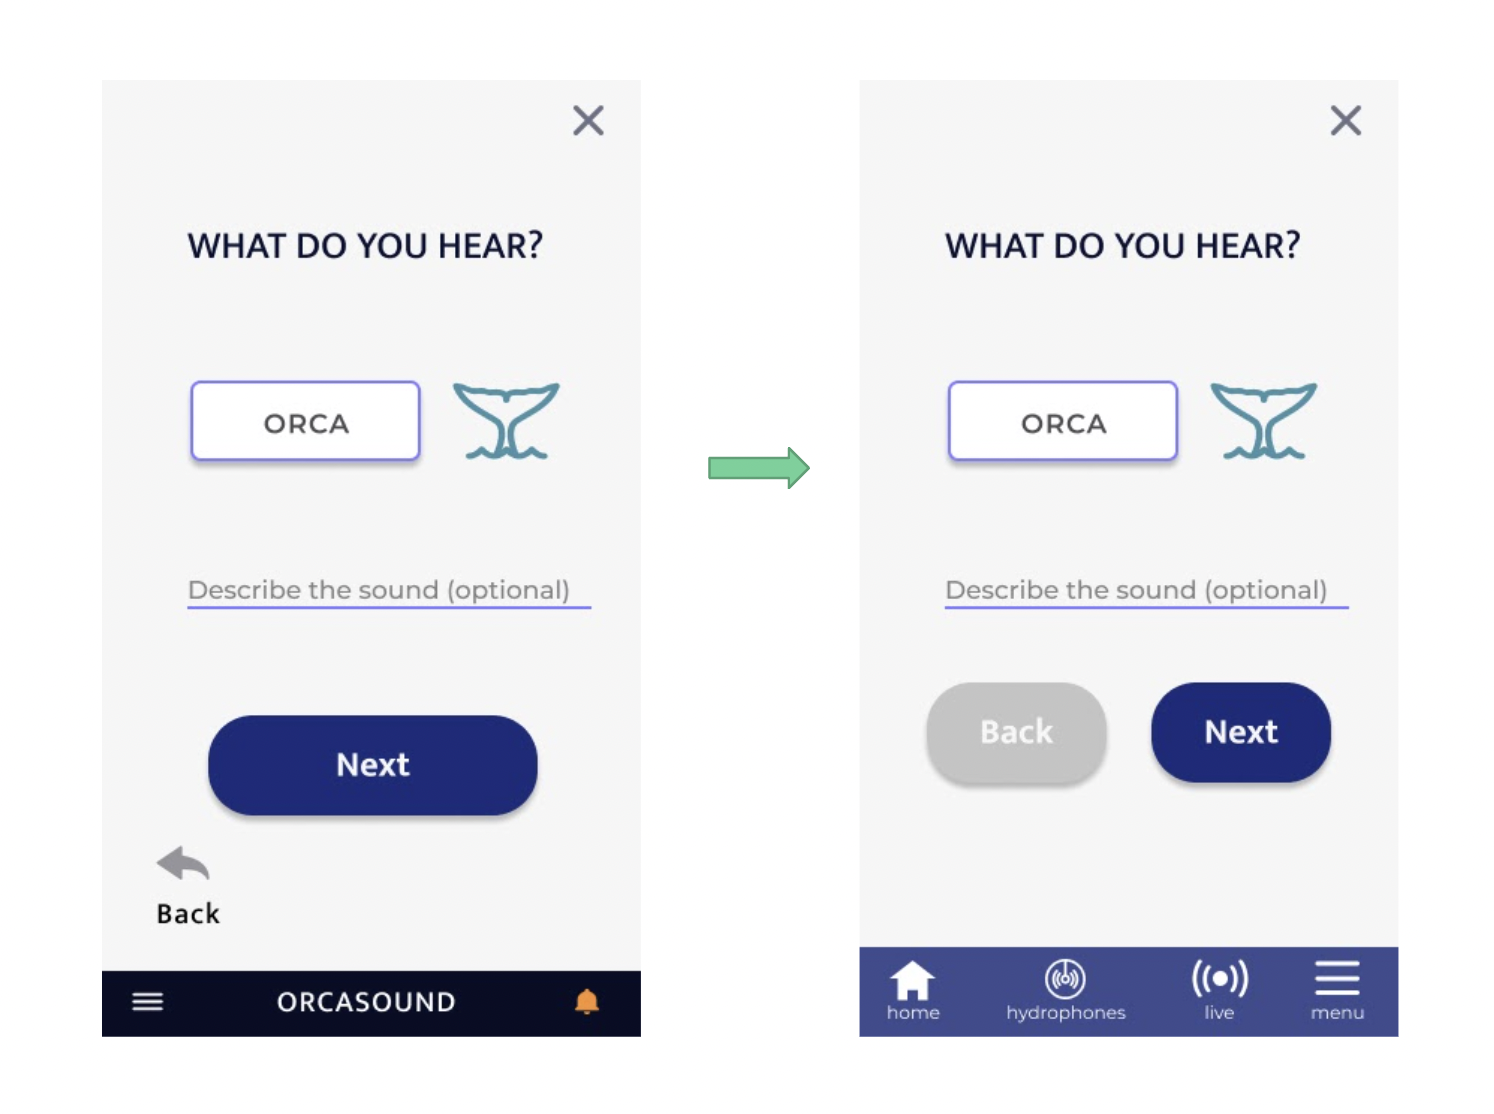 WHAT DO YOU HEAR?
ORCA
Describe the sound (optional)
Next
Back
ORCASOUND
WHAT DO YOU HEAR?
ORCA
Describe the sound (optional)
Back Next
home hydrophones live menu